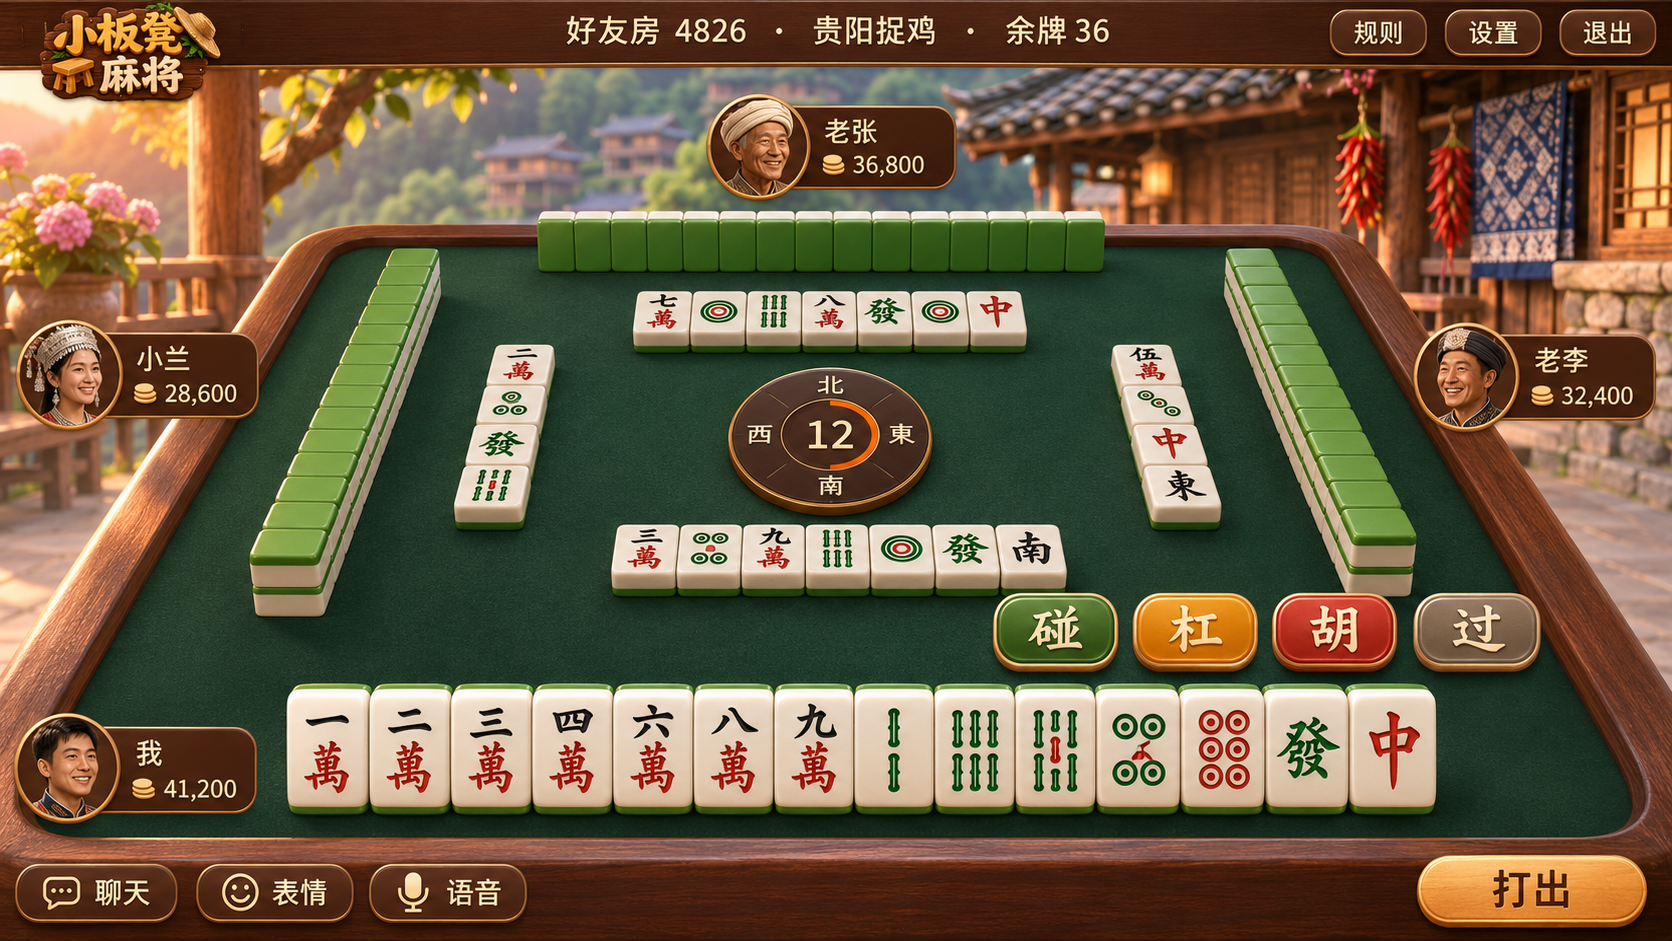 小板凳
麻将
好友房 4826 · 贵阳捉鸡 · 余牌 36
规则
设置
退出
老张
36,800
小兰
28,600
老李
32,400
七萬
八萬
發
中
二萬
發
伍萬
中
東
北
西
12
東
南
三萬
九萬
發
南
碰
杠
胡
过
我
41,200
一萬
二萬
三萬
四萬
六萬
八萬
九萬
發
中
聊天
表情
语音
打出